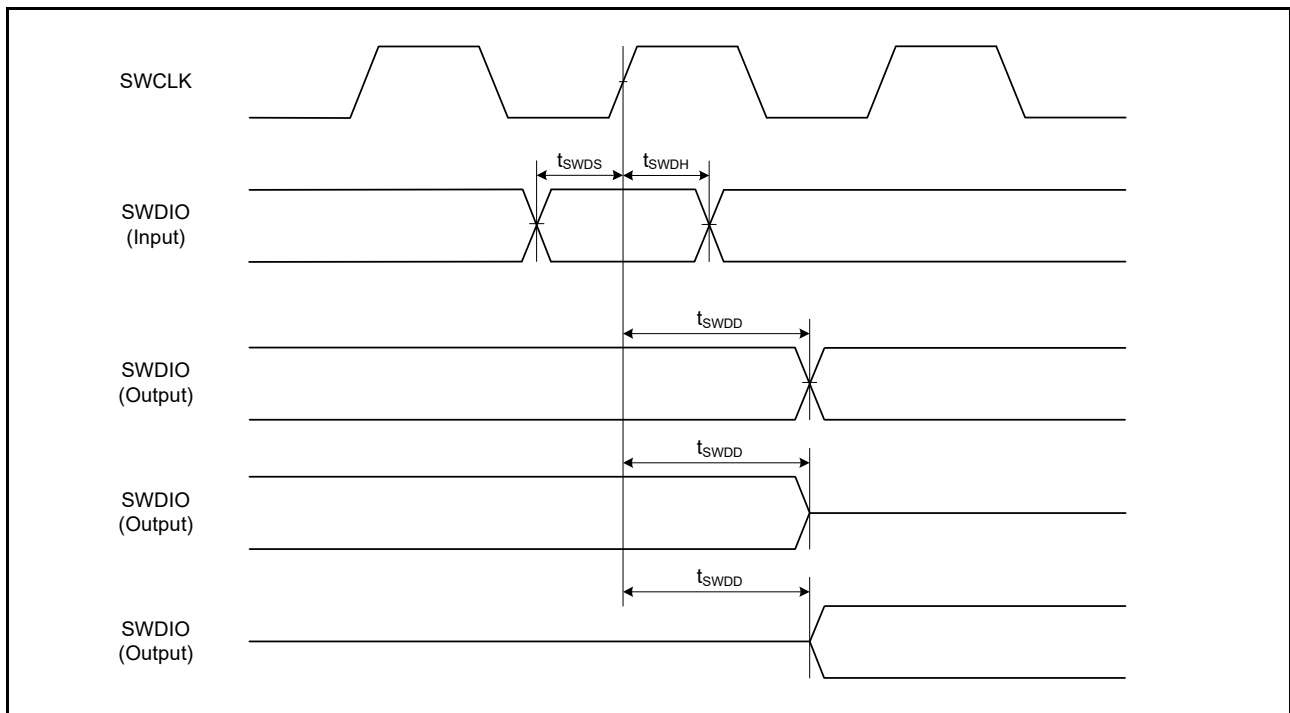 SWCLK
tSWDS
tSWDH
SWDIO
(Input)
tSWDD
SWDIO
(Output)
tSWDD
SWDIO
(Output)
tSWDD
SWDIO
(Output)